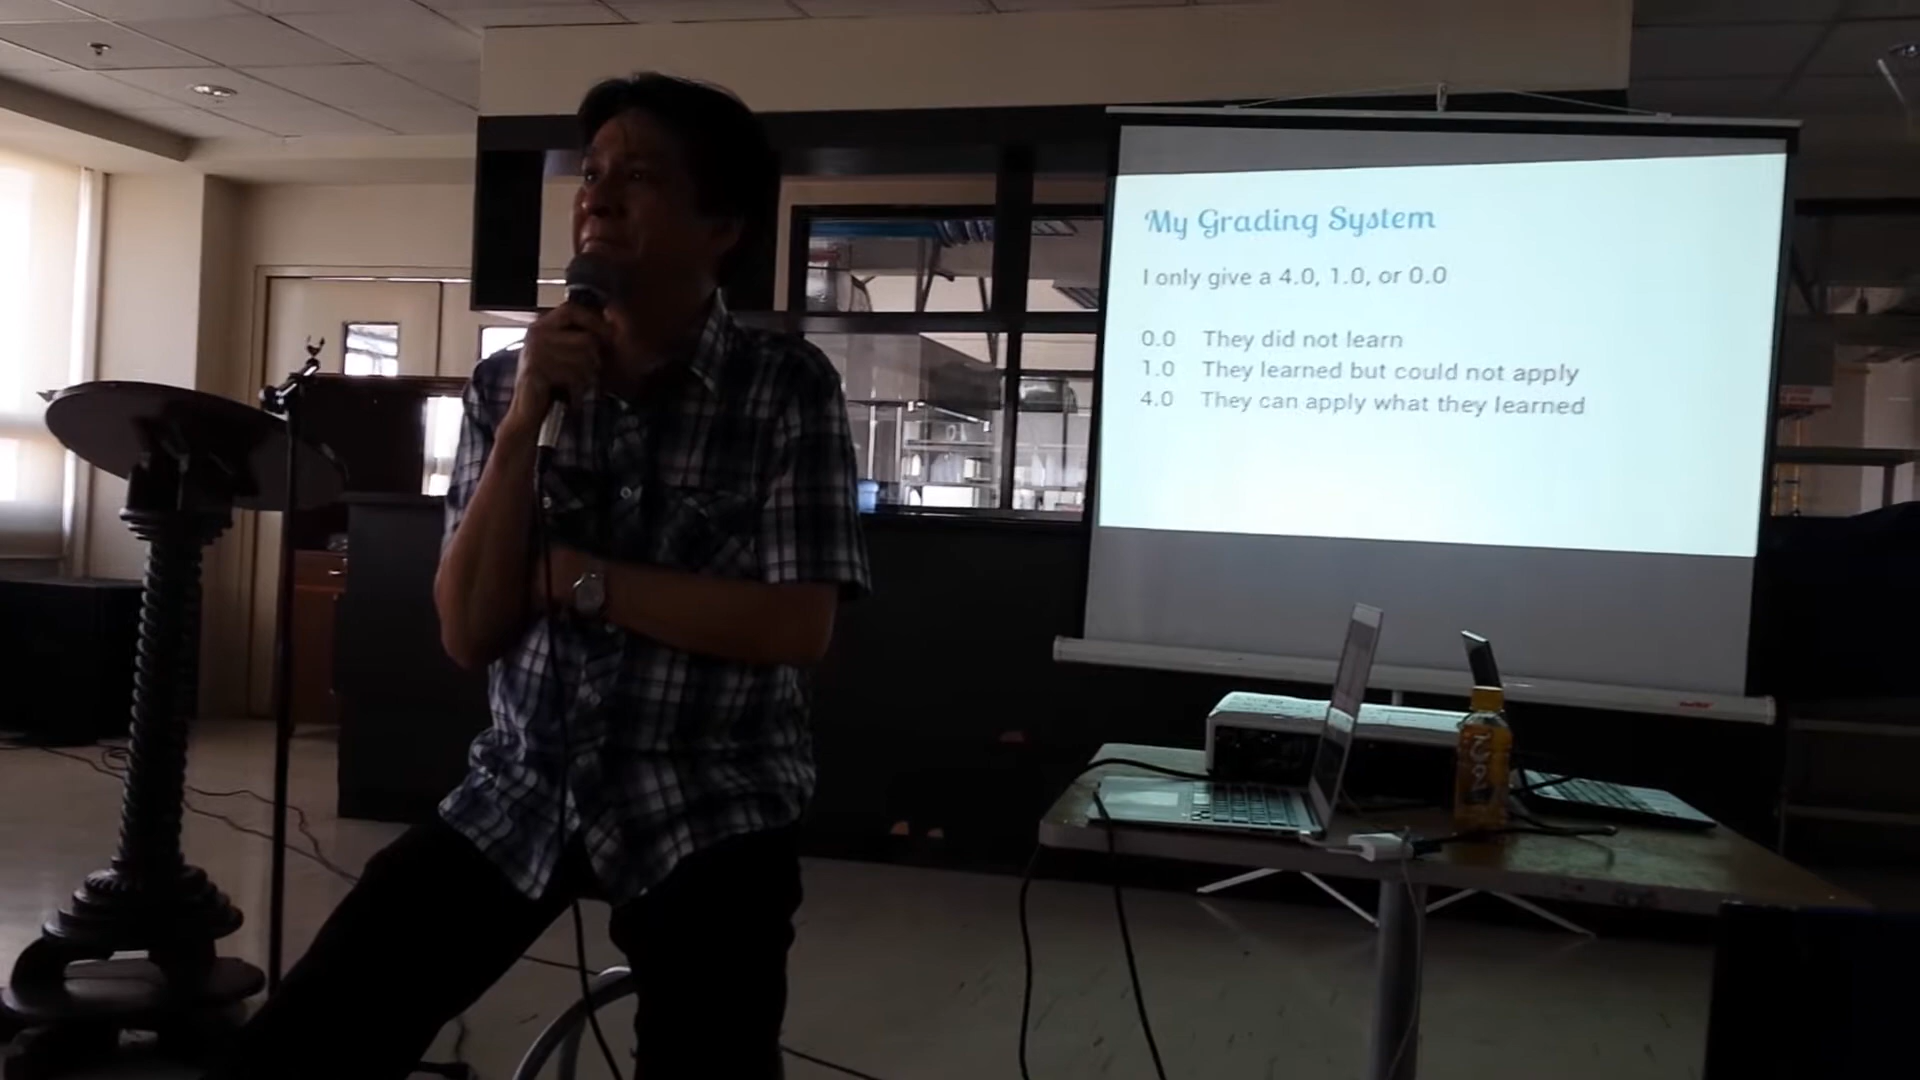 My Grading System
I only give a 4.0, 1.0, or 0.0
0.0 They did not learn
1.0 They learned but could not apply
4.0 They can apply what they learned